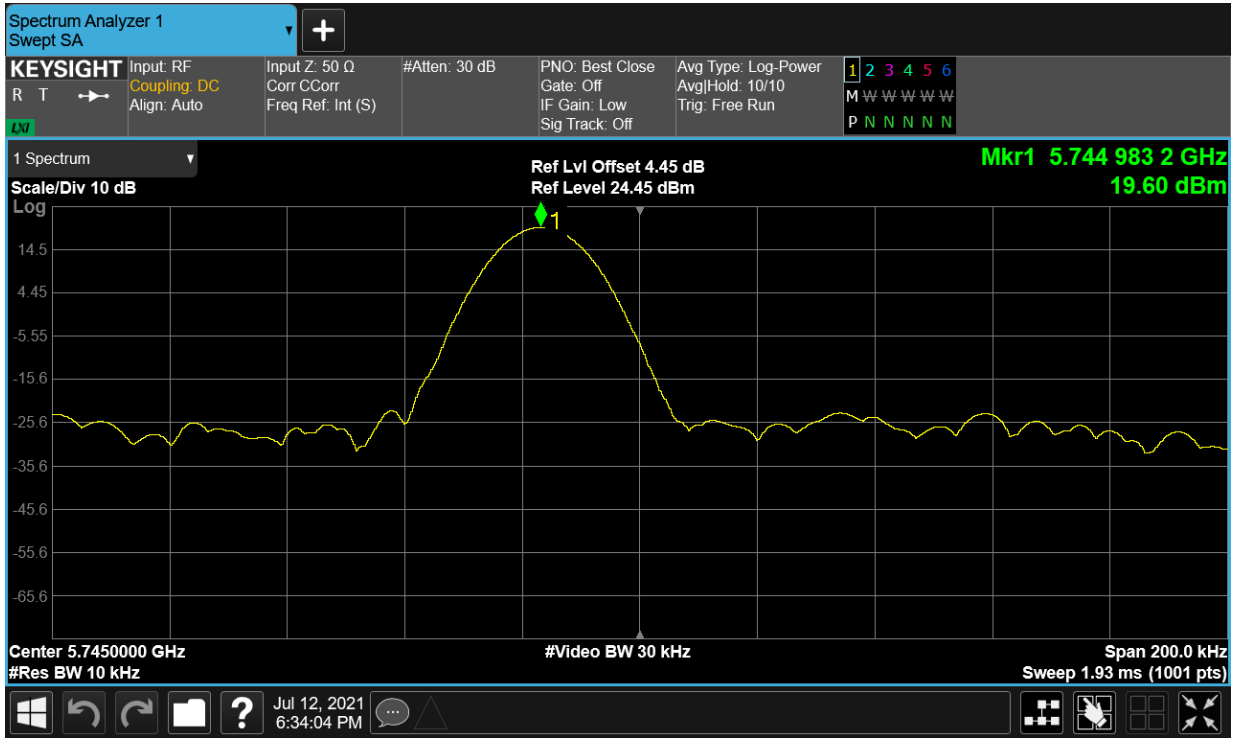 Spectrum Analyzer 1
Swept SA
KEYSIGHT
R T
LXI
Input: RF
Coupling: DC
Align: Auto
Input Z: 50 Ω
Corr CCorr
Freq Ref: Int (S)
#Atten: 30 dB
PNO: Best Close
Gate: Off
IF Gain: Low
Sig Track: Off
Avg Type: Log-Power
Avg|Hold: 10/10
Trig: Free Run
1 2 3 4 5 6
M W W W W W
P N N N N N
1 Spectrum
Scale/Div 10 dB
Log
Ref Lvl Offset 4.45 dB
Ref Level 24.45 dBm
Mkr1 5.744 983 2 GHz
19.60 dBm
1
14.5
4.45
-5.55
-15.6
-25.6
-35.6
-45.6
-55.6
-65.6
Center 5.7450000 GHz
#Res BW 10 kHz
#Video BW 30 kHz
Span 200.0 kHz
Sweep 1.93 ms (1001 pts)
?
Jul 12, 2021
6:34:04 PM